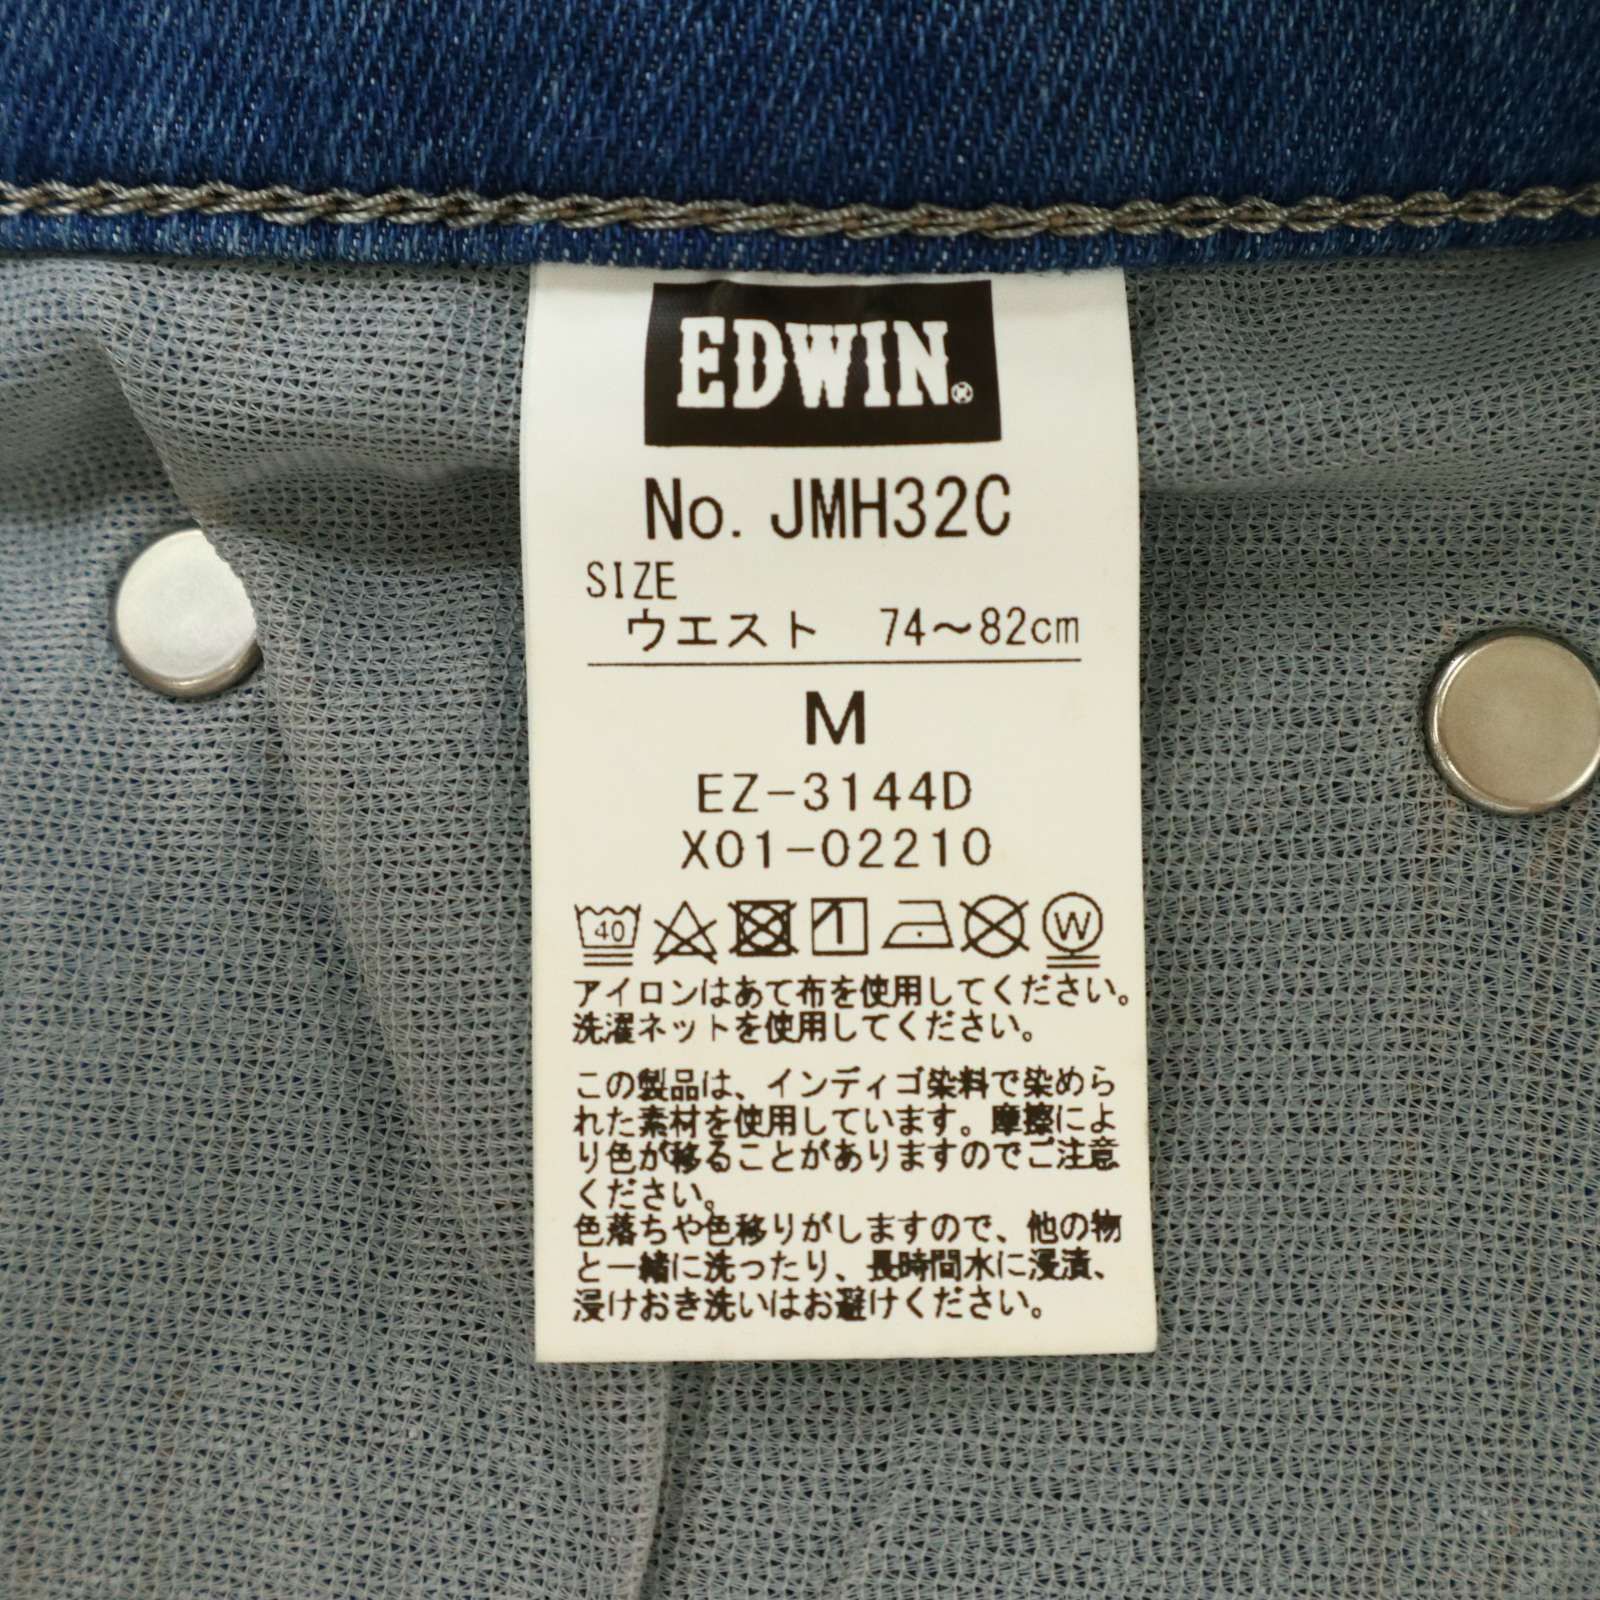 EDWIN®
No. JMH32C
SIZE
ウエスト 74～82cm
M
EZ-3144D
X01-02210
40 1 W
アイロンはあて布を使用してください。
洗濯ネットを使用してください。
この製品は、インディゴ染料で染めら
れた素材を使用しています。摩擦によ
り色が移ることがありますのでご注意
ください。
色落ちや色移りがしますので、他の物
と一緒に洗ったり、長時間水に浸漬、
浸けおき洗いはお避けください。